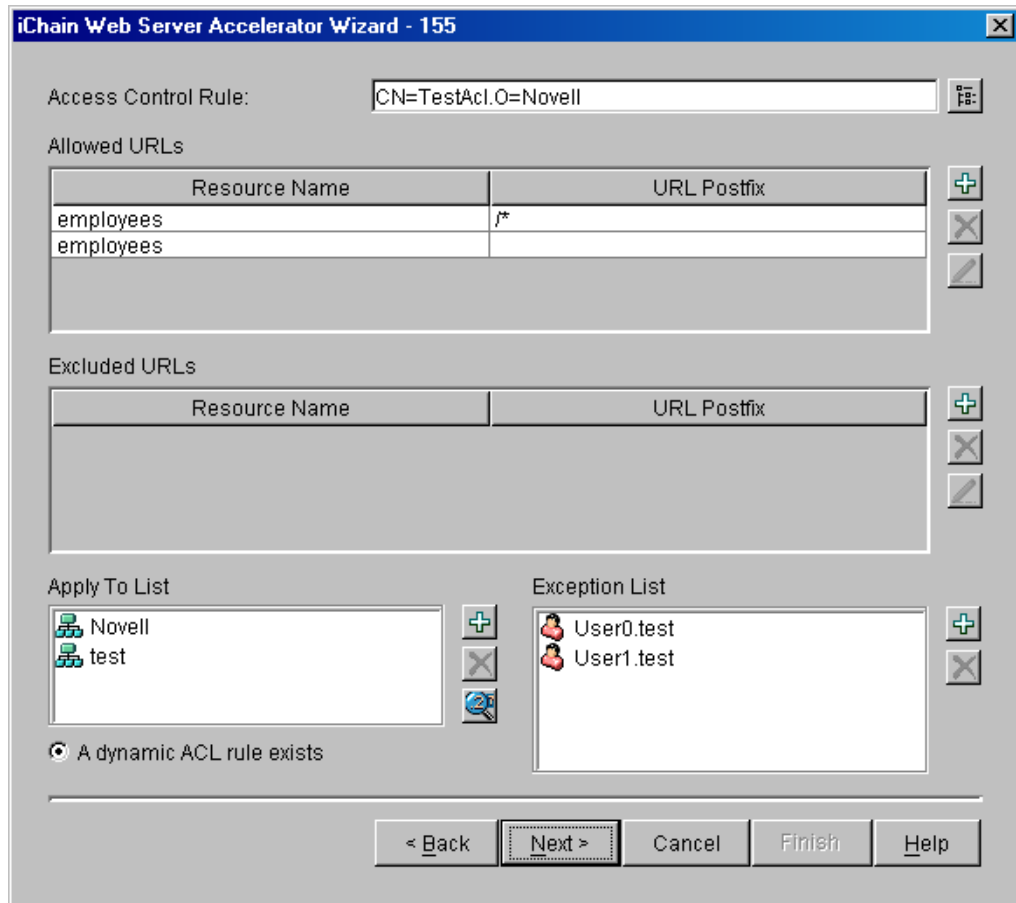 iChain Web Server Accelerator Wizard - 155
Access Control Rule: CN=TestAcl.O=Novell
Allowed URLs
Resource Name URL Postfix
employees /*
employees
Excluded URLs
Resource Name URL Postfix
Apply To List
Novell
test
A dynamic ACL rule exists
Exception List
User0.test
User1.test
< Back Next > Cancel Finish Help